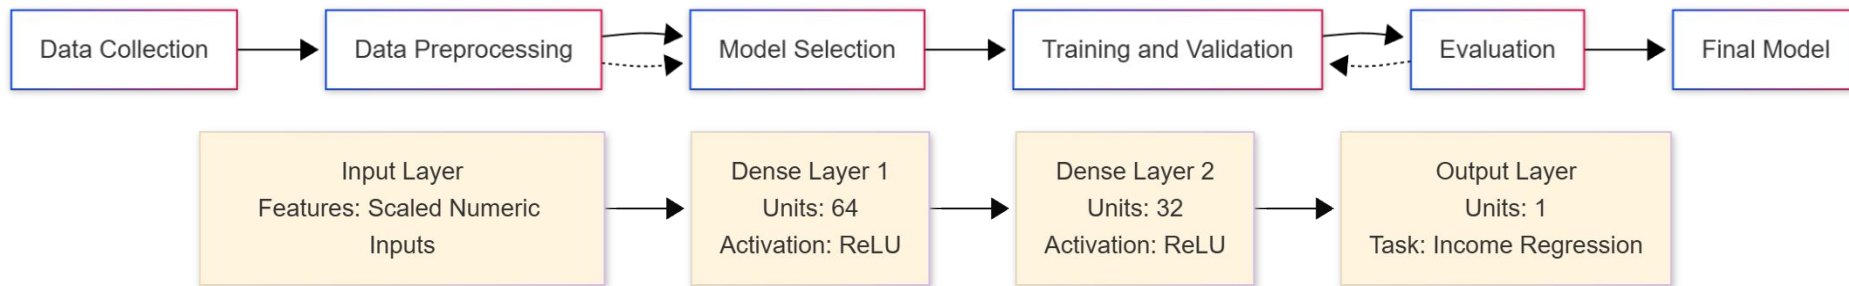 Data Collection
Data Preprocessing
Model Selection
Training and Validation
Evaluation
Final Model
Input Layer
Features: Scaled Numeric
Inputs
Dense Layer 1
Units: 64
Activation: ReLU
Dense Layer 2
Units: 32
Activation: ReLU
Output Layer
Units: 1
Task: Income Regression